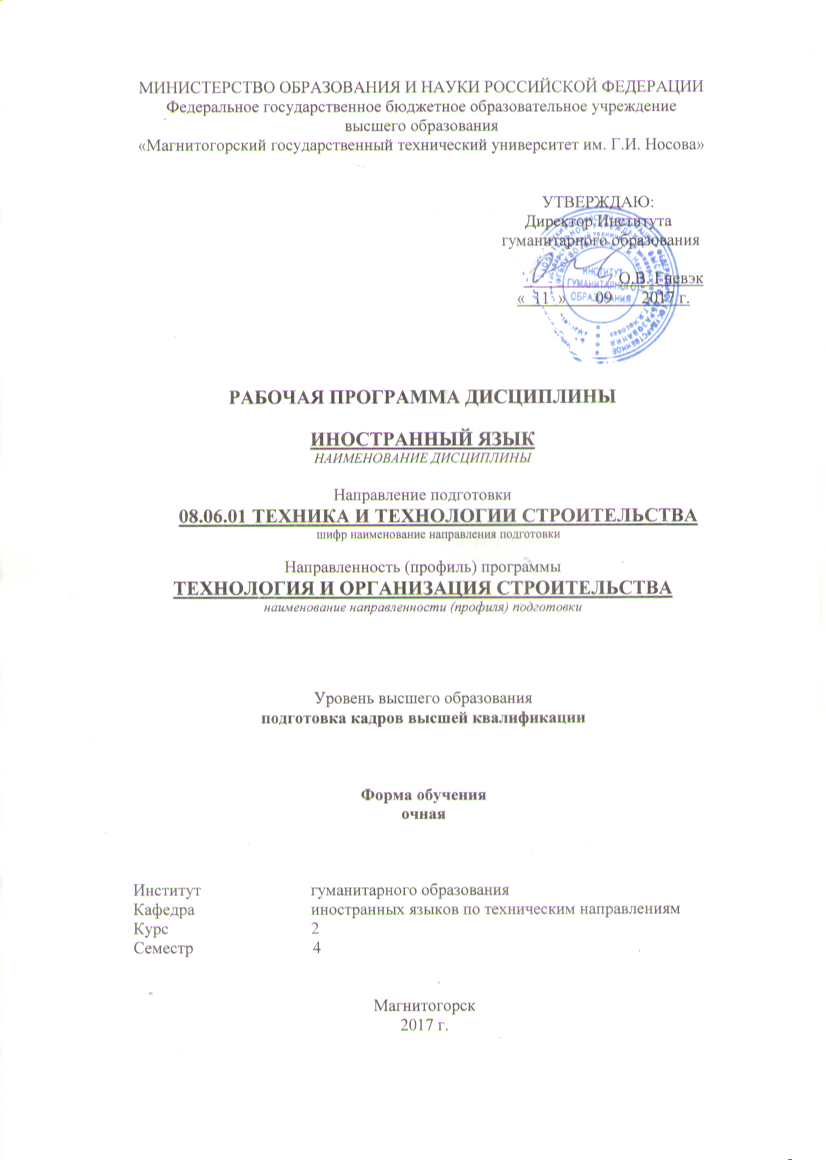 МИНИСТЕРСТВО ОБРАЗОВАНИЯ И НАУКИ РОССИЙСКОЙ ФЕДЕРАЦИИ
Федеральное государственное бюджетное образовательное учреждение
высшего образования
«Магнитогорский государственный технический университет им. Г.И. Носова»
УТВЕРЖДАЮ:
Директор Института
гуманитарного образования
О.В. Гневэк
« 11 » 09 2017 г.
ИНСТИТУТ
ГУМАНИТАРНОГО
ОБРАЗОВАНИЯ
РАБОЧАЯ ПРОГРАММА ДИСЦИПЛИНЫ
ИНОСТРАННЫЙ ЯЗЫК
НАИМЕНОВАНИЕ ДИСЦИПЛИНЫ
Направление подготовки
08.06.01 ТЕХНИКА И ТЕХНОЛОГИИ СТРОИТЕЛЬСТВА
шифр наименование направления подготовки
Направленность (профиль) программы
ТЕХНОЛОГИЯ И ОРГАНИЗАЦИЯ СТРОИТЕЛЬСТВА
наименование направленности (профиля) подготовки
Уровень высшего образования
подготовка кадров высшей квалификации
Форма обучения
очная
Институт гуманитарного образования
Кафедра иностранных языков по техническим направлениям
Курс 2
Семестр 4
Магнитогорск
2017 г.